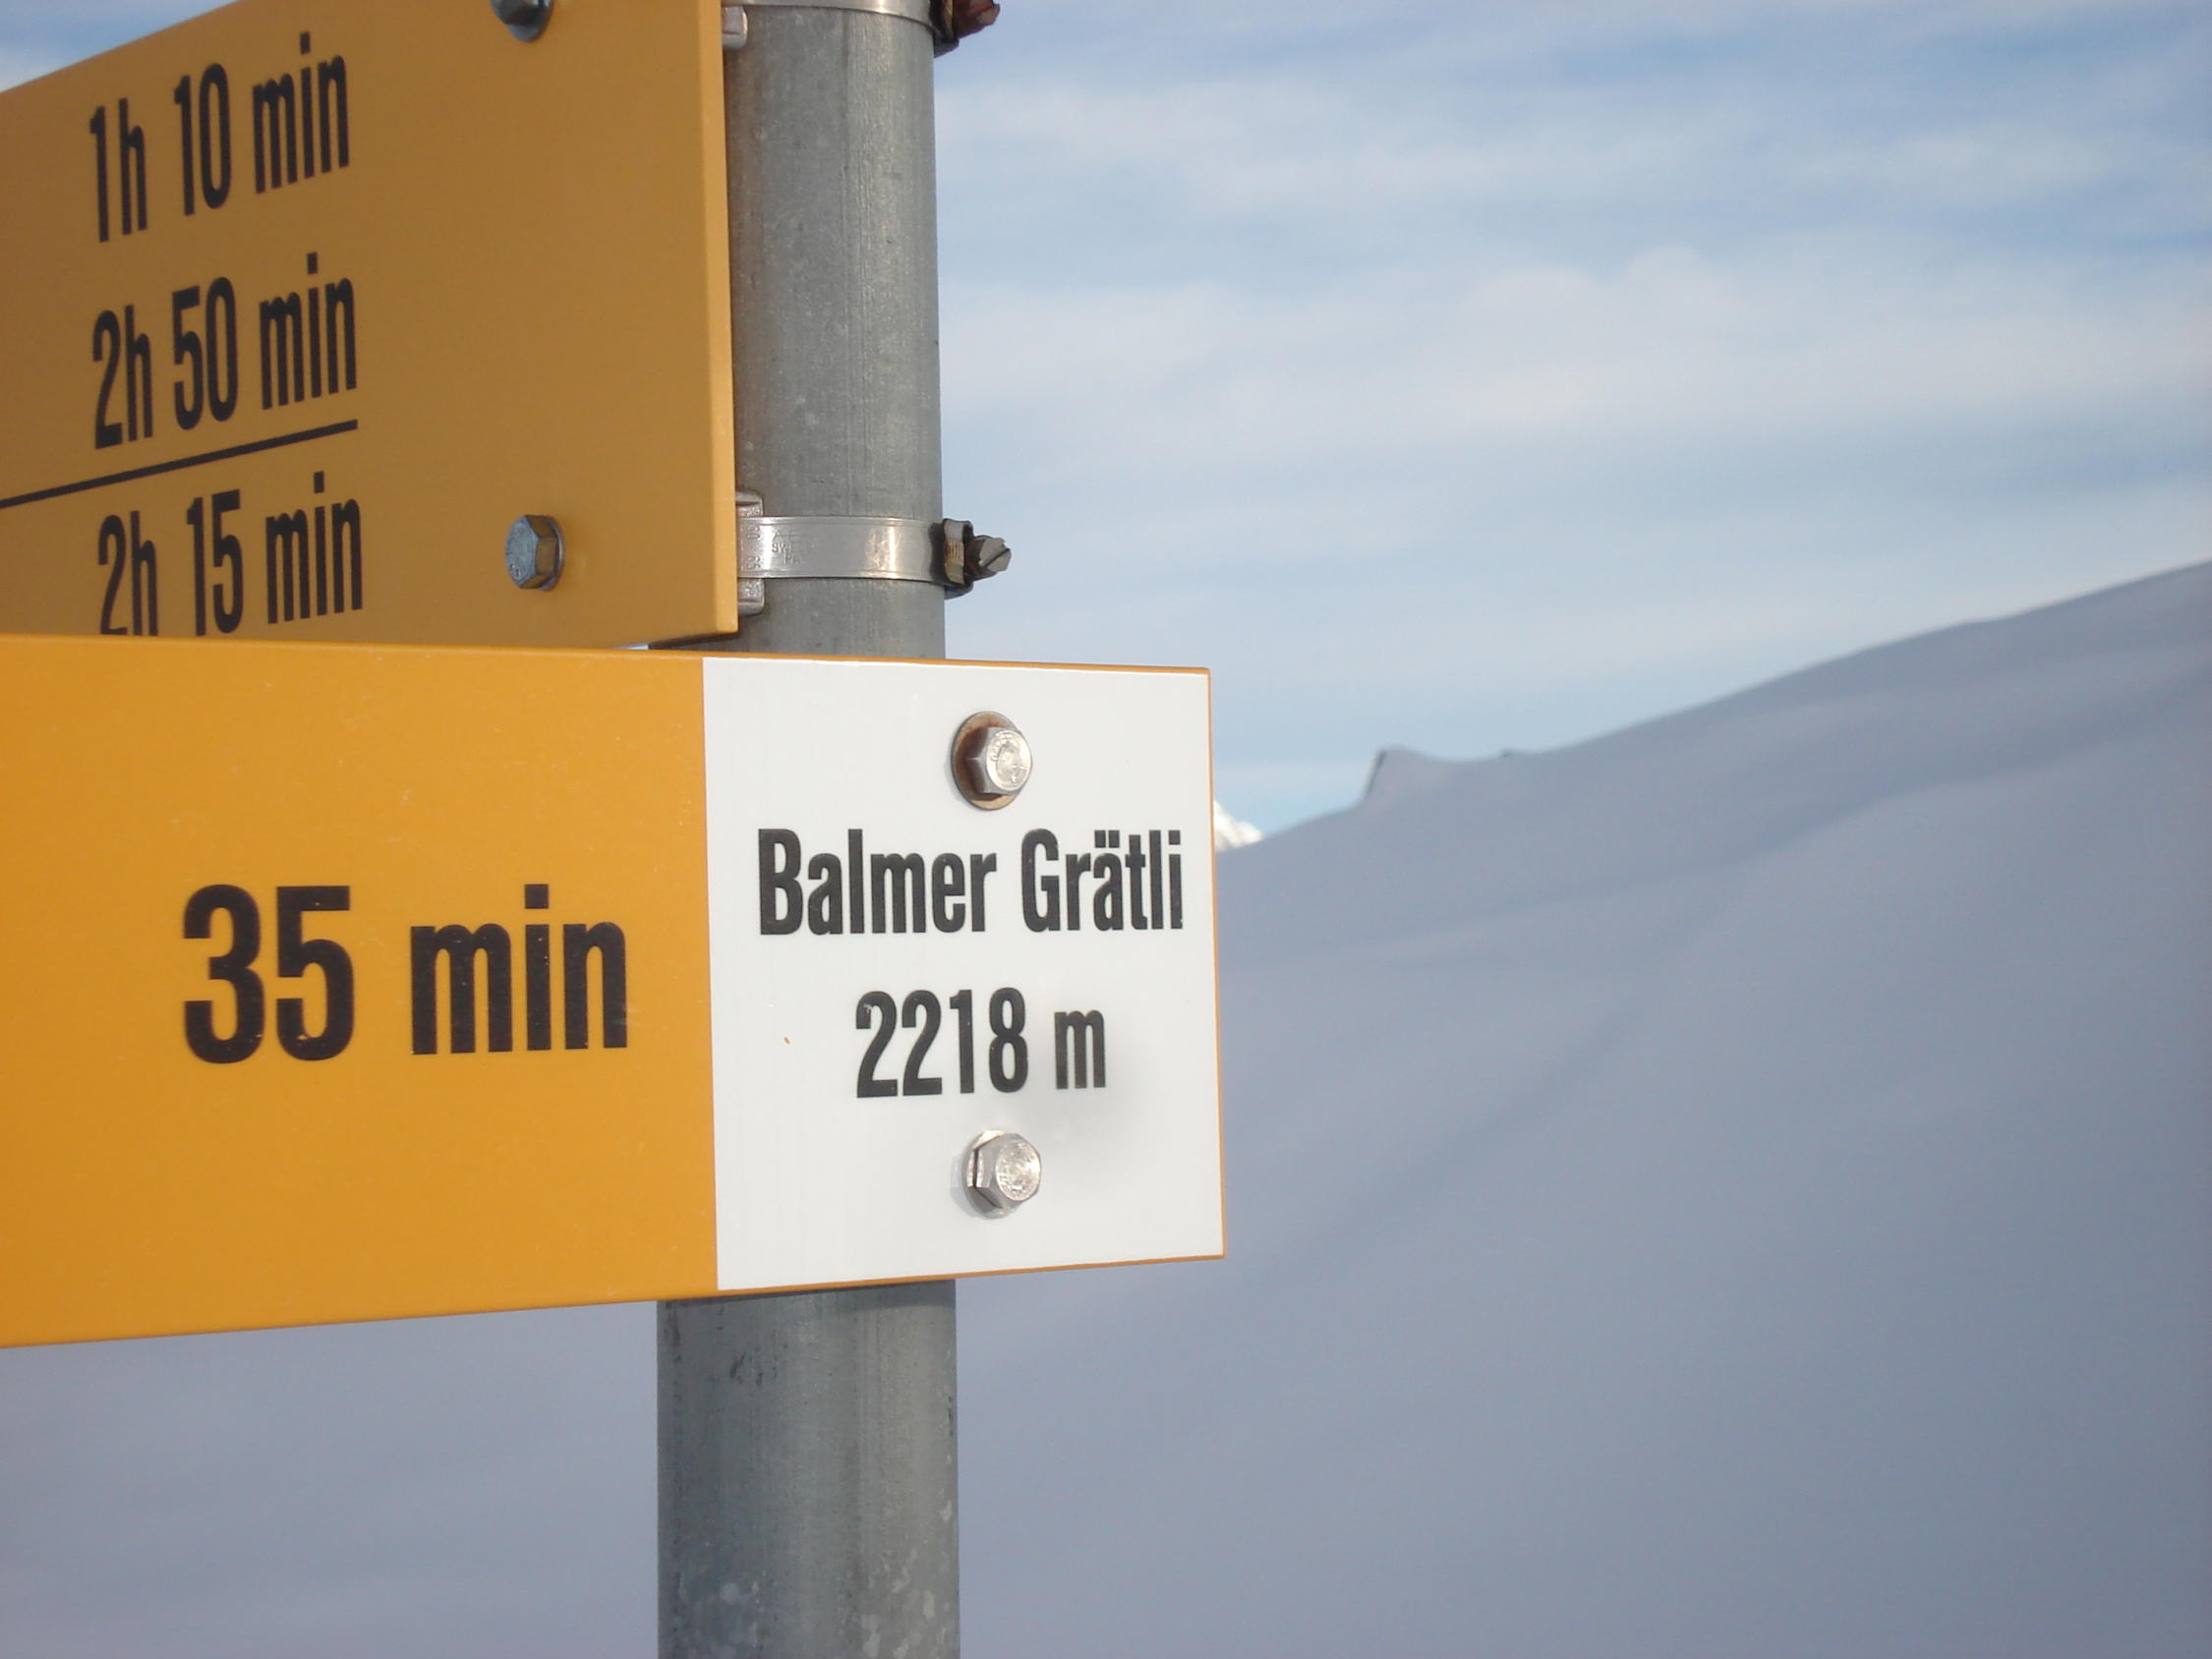 1h 10 min
2h 50 min
2h 15 min
35 min
Balmer Grätli
2218 m